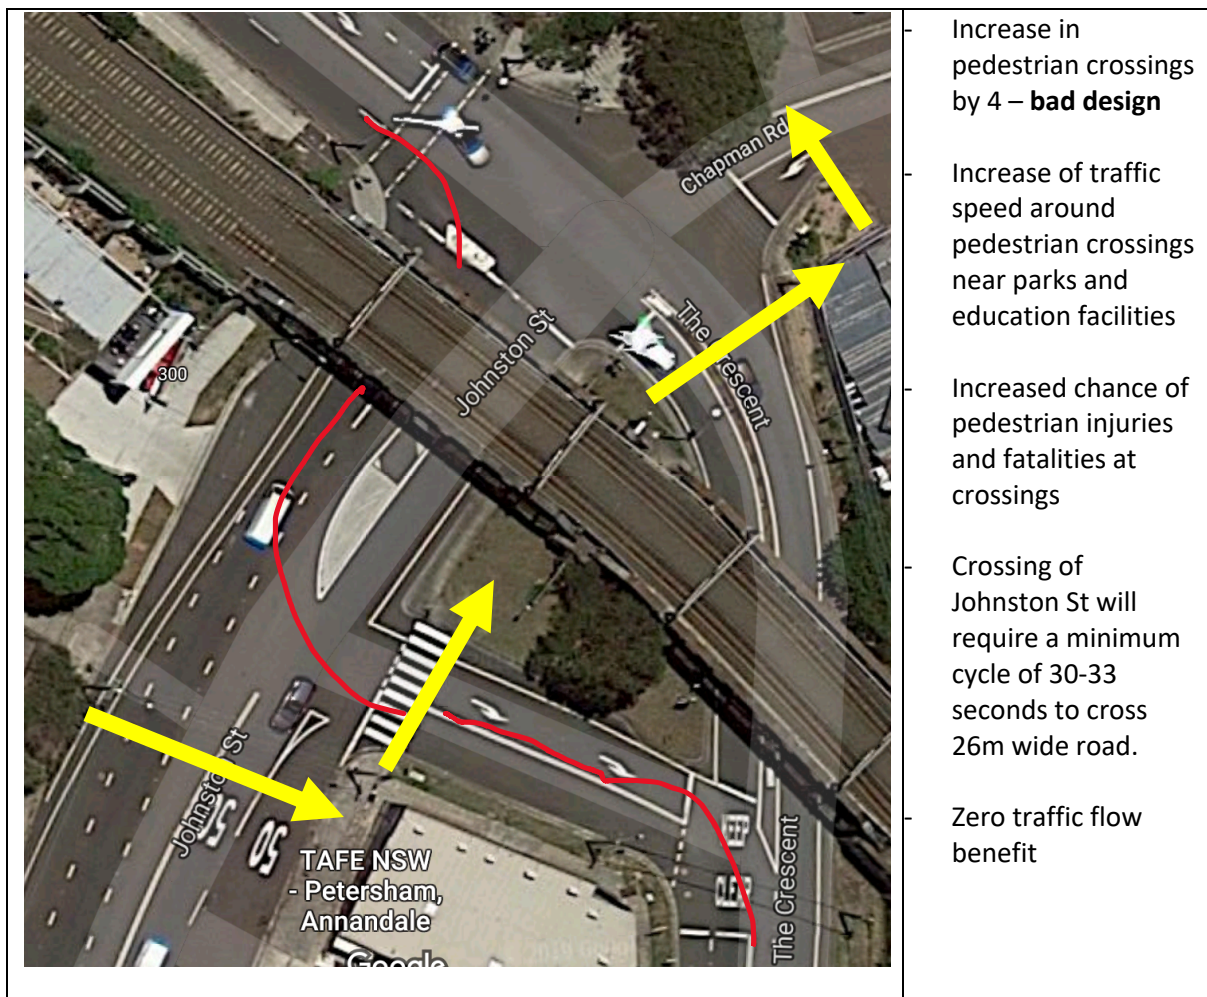 Chapman Rd
The Crescent
Johnston St
300
Johnston St
50
TAFE NSW
- Petersham,
Annandale
Google
The Crescent
- Increase in
pedestrian crossings
by 4 – bad design
- Increase of traffic
speed around
pedestrian crossings
near parks and
education facilities
- Increased chance of
pedestrian injuries
and fatalities at
crossings
- Crossing of
Johnston St will
require a minimum
cycle of 30-33
seconds to cross
26m wide road.
- Zero traffic flow
benefit